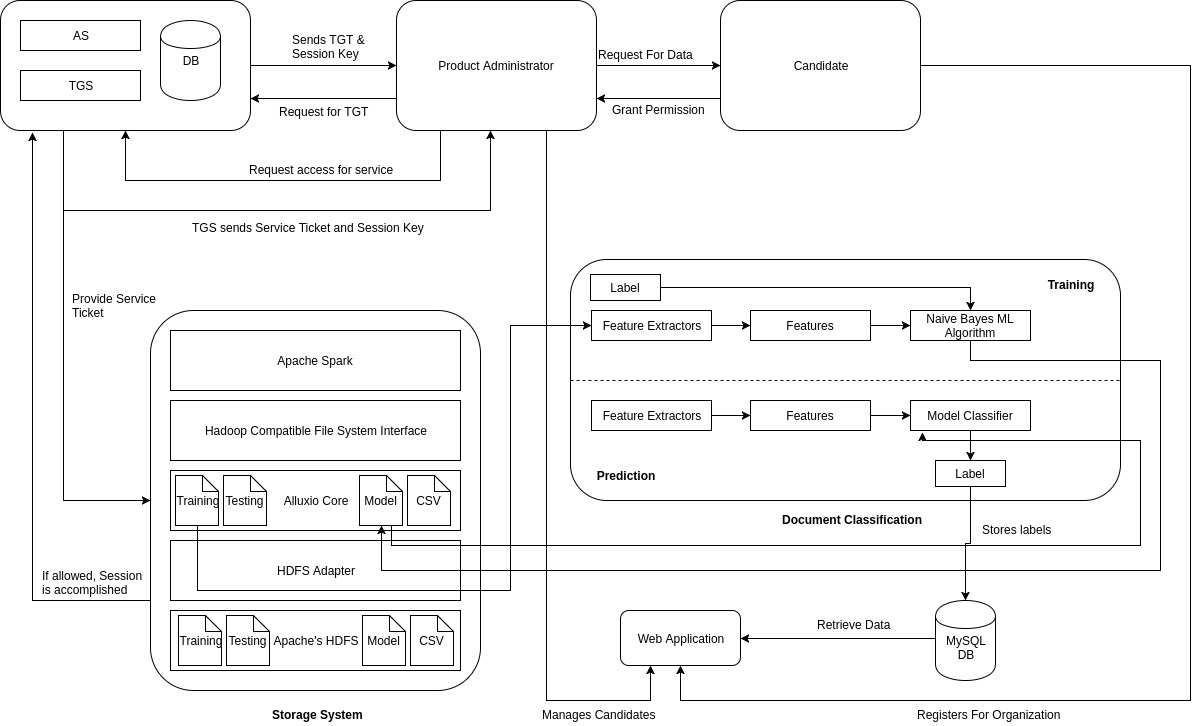 AS
TGS
DB
Sends TGT &
Session Key
Request for TGT
Product Administrator
Request For Data
Grant Permission
Candidate
Request access for service
TGS sends Service Ticket and Session Key
Provide Service
Ticket
Label
Training
Feature Extractors
Features
Naive Bayes ML
Algorithm
Feature Extractors
Features
Model Classifier
Prediction
Label
Document Classification
Stores labels
Apache Spark
Hadoop Compatible File System Interface
Training
Testing
Alluxio Core
Model
CSV
HDFS Adapter
If allowed, Session
is accomplished
Training
Testing
Apache's HDFS
Model
CSV
Storage System
Web Application
Retrieve Data
MySQL
DB
Manages Candidates
Registers For Organization